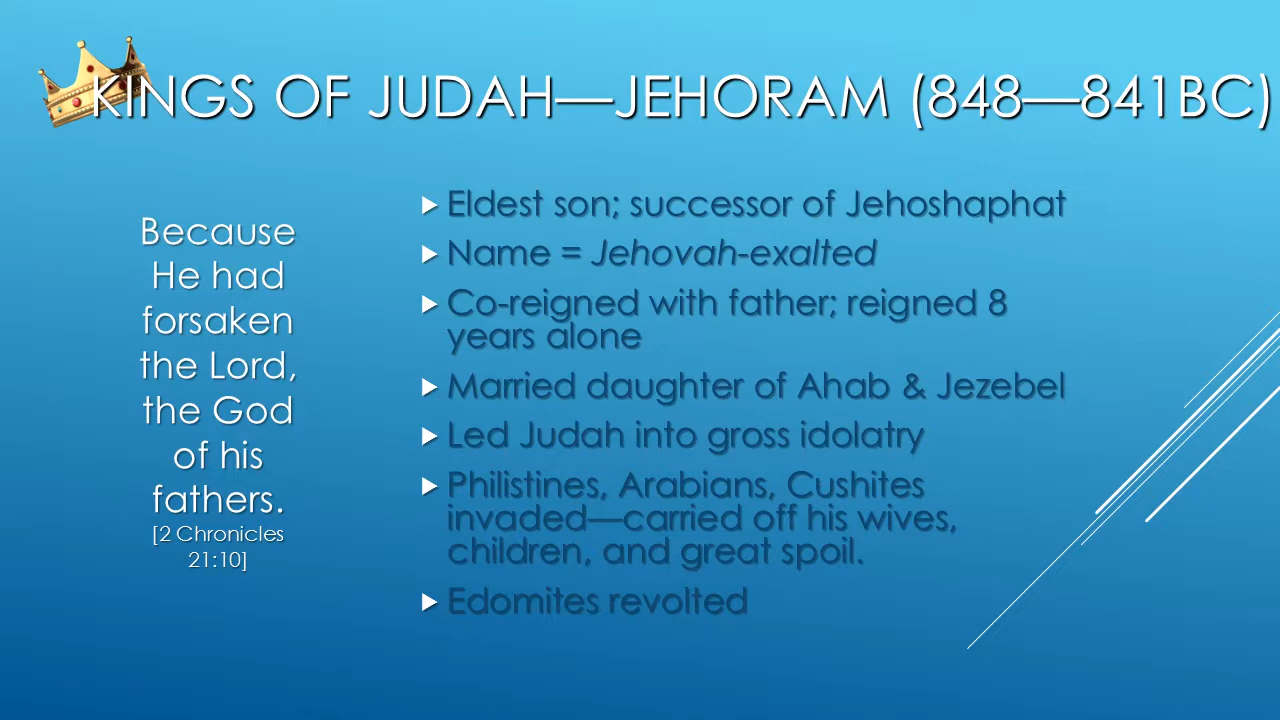 KINGS OF JUDAH—JEHORAM (848—841BC)
Because
He had
forsaken
the Lord,
the God
of his
fathers.
[2 Chronicles
21:10]
Eldest son; successor of Jehoshaphat
Name = Jehovah-exalted
Co-reigned with father; reigned 8
years alone
Married daughter of Ahab & Jezebel
Led Judah into gross idolatry
Philistines, Arabians, Cushites
invaded—carried off his wives,
children, and great spoil.
Edomites revolted